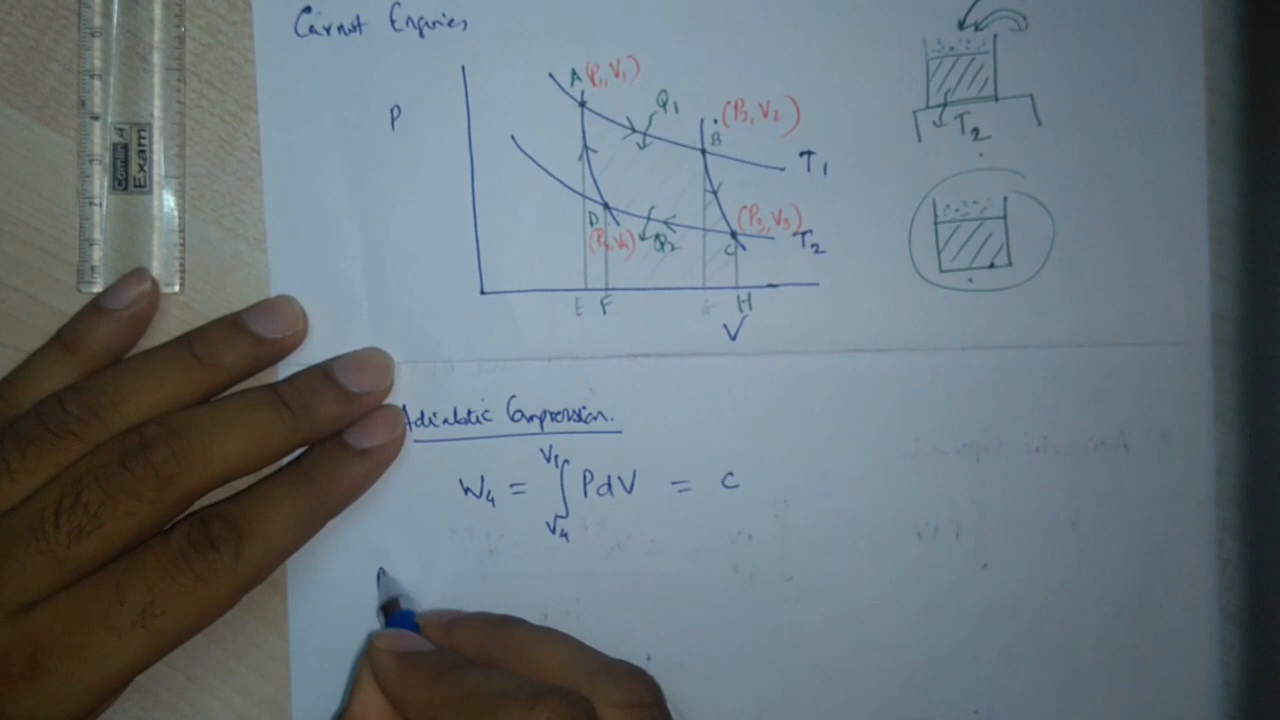 Carnot Engines
P
A (P1, V1)
Q1
B (P2, V2)
T1
D (P4, V4)
Q2
C (P3, V3)
T2
E F G H
V
T2
Camlin
Exam
Adiabatic Compression.
W4 = ∫ V4 V1 PdV = c